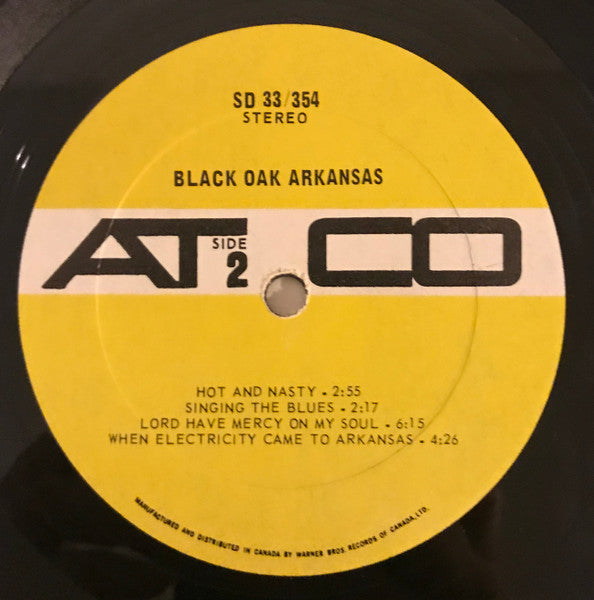 SD 33/354
STEREO
BLACK OAK ARKANSAS
ATCO
SIDE
2
HOT AND NASTY - 2:55
SINGING THE BLUES - 2:17
LORD HAVE MERCY ON MY SOUL - 6:15
WHEN ELECTRICITY CAME TO ARKANSAS - 4:26
MANUFACTURED AND DISTRIBUTED IN CANADA BY WARNER BROS. RECORDS OF CANADA, LTD.